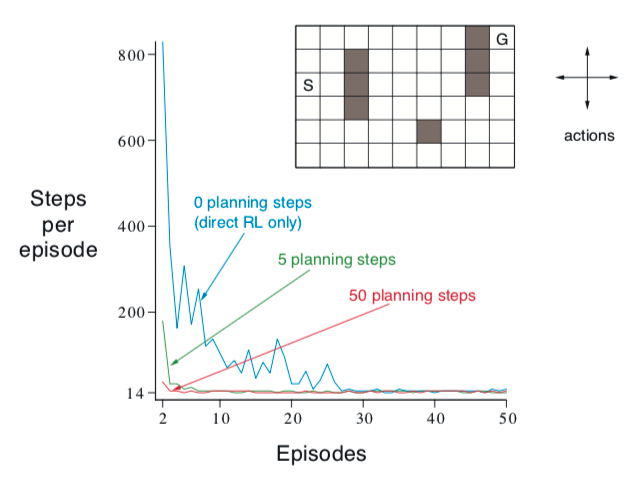 800
600
400
200
14
2
10
20
30
40
50
Steps
per
episode
Episodes
0 planning steps
(direct RL only)
5 planning steps
50 planning steps
S
G
actions